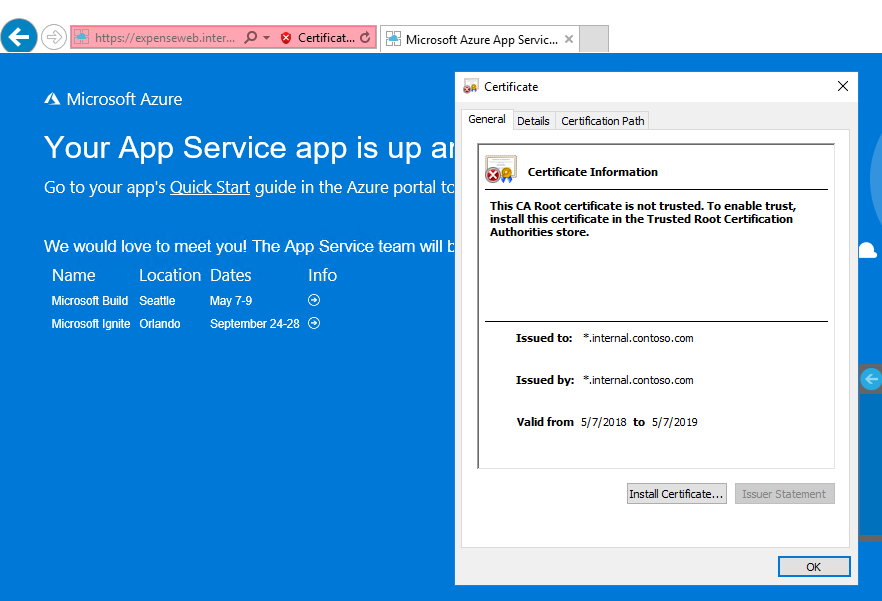 https://expenseweb.inter...
Certificat...
Microsoft Azure App Servic...
Microsoft Azure
Your App Service app is up a
Go to your app's Quick Start guide in the Azure portal to
We would love to meet you! The App Service team will
Name Location Dates Info
Microsoft Build Seattle May 7-9
Microsoft Ignite Orlando September 24-28
Certificate
General Details Certification Path
Certificate Information
This CA Root certificate is not trusted. To enable trust,
install this certificate in the Trusted Root Certification
Authorities store.
Issued to: *.internal.contoso.com
Issued by: *.internal.contoso.com
Valid from 5/7/2018 to 5/7/2019
Install Certificate...
Issuer Statement
OK